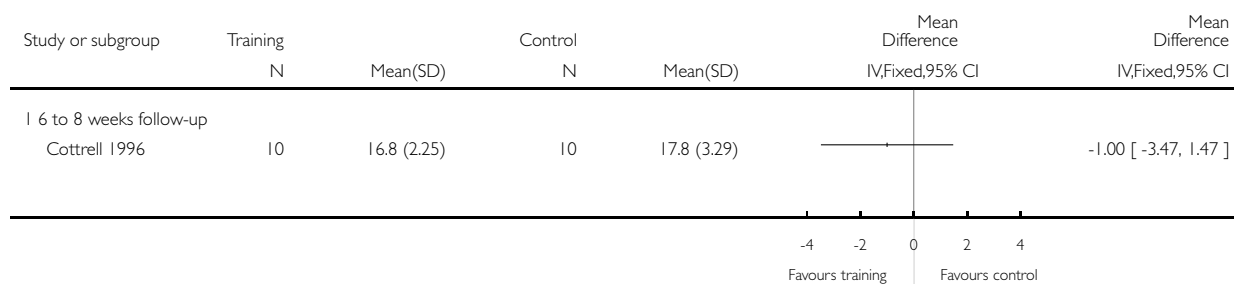 Mean Mean
Study or subgroup Training Control Difference Difference
N Mean(SD) N Mean(SD) IV,Fixed,95% CI IV,Fixed,95% CI
1 6 to 8 weeks follow-up
Cottrell 1996 10 16.8 (2.25) 10 17.8 (3.29) -1.00 [ -3.47, 1.47 ]
-4 -2 0 2 4
Favours training Favours control